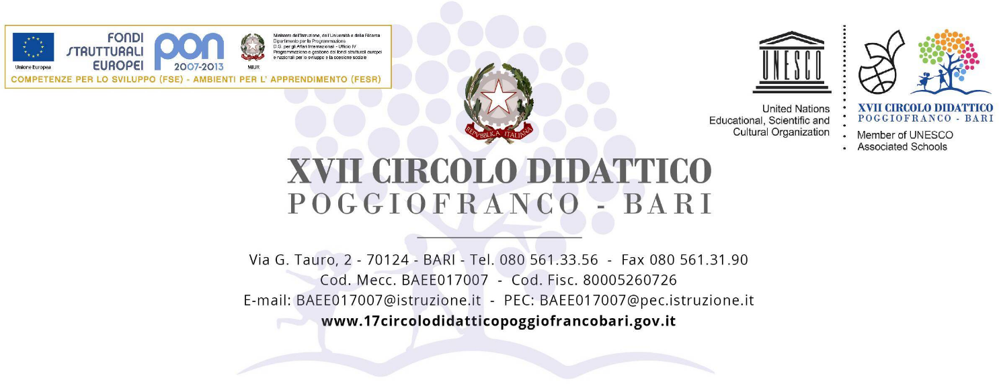 FONDI
STRUTTURALI
EUROPEI
pon
2007-2013
Unione Europea
MIUR
Ministero dell'Istruzione, dell'Università e della Ricerca
Dipartimento per la Programmazione
D.G. per gli Affari Internazionali - Ufficio IV
Programmazione e gestione dei fondi strutturali europei
e nazionali per lo sviluppo e la coesione sociale
COMPETENZE PER LO SVILUPPO (FSE) - AMBIENTI PER L' APPRENDIMENTO (FESR)
UNESCO
United Nations
Educational, Scientific and
Cultural Organization
XVII CIRCOLO DIDATTICO
POGGIOFRANCO - BARI
Member of UNESCO
Associated Schools
REPVBBLICA ITALIANA
XVII CIRCOLO DIDATTICO
POGGIOFRANCO - BARI
Via G. Tauro, 2 - 70124 - BARI - Tel. 080 561.33.56 - Fax 080 561.31.90
Cod. Mecc. BAEE017007 - Cod. Fisc. 80005260726
E-mail: BAEE017007@istruzione.it - PEC: BAEE017007@pec.istruzione.it
www.17circolodidatticopoggiofrancobari.gov.it